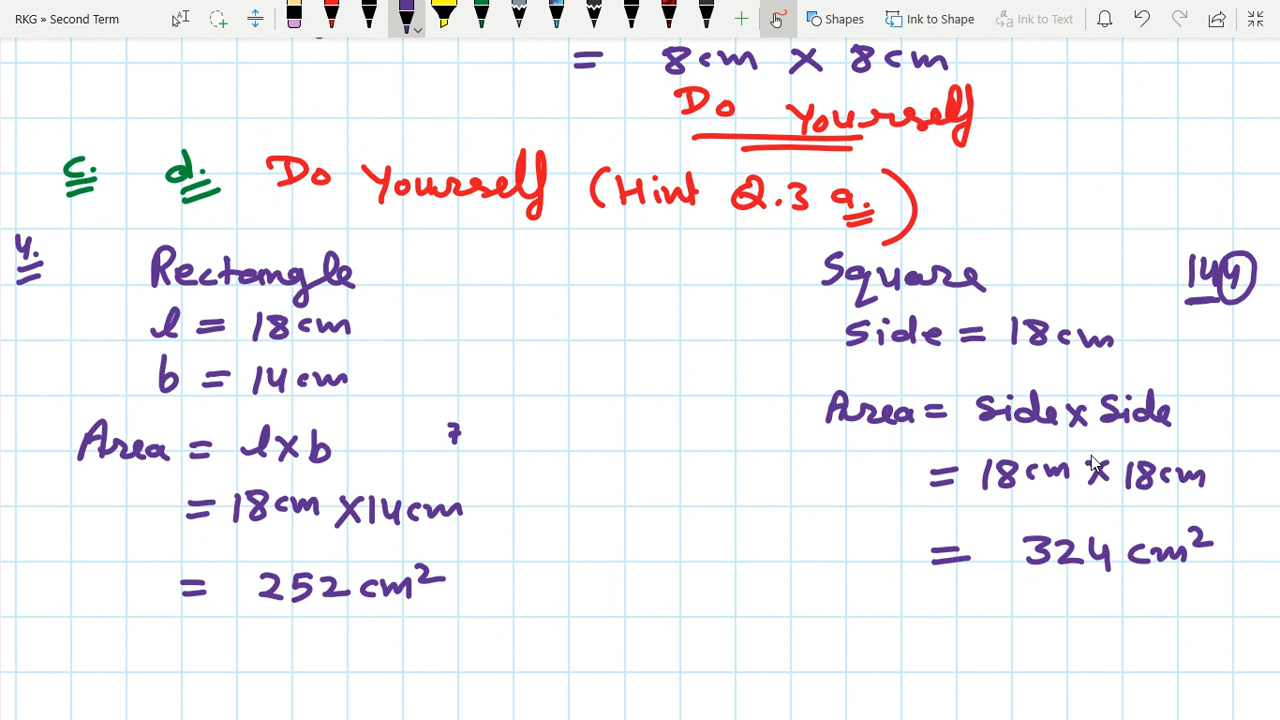 RKG » Second Term
Shapes
Ink to Shape
Ink to Text
= 8cm × 8cm
Do Yourself
c. d. Do Yourself (Hint Q.3 a.)
4.
Rectangle
l = 18cm
b = 14cm
Area = l×b
7
= 18cm ×14cm
= 252 cm²
Square
144
Side = 18cm
Area = Side × Side
= 18cm × 18cm
= 324 cm²